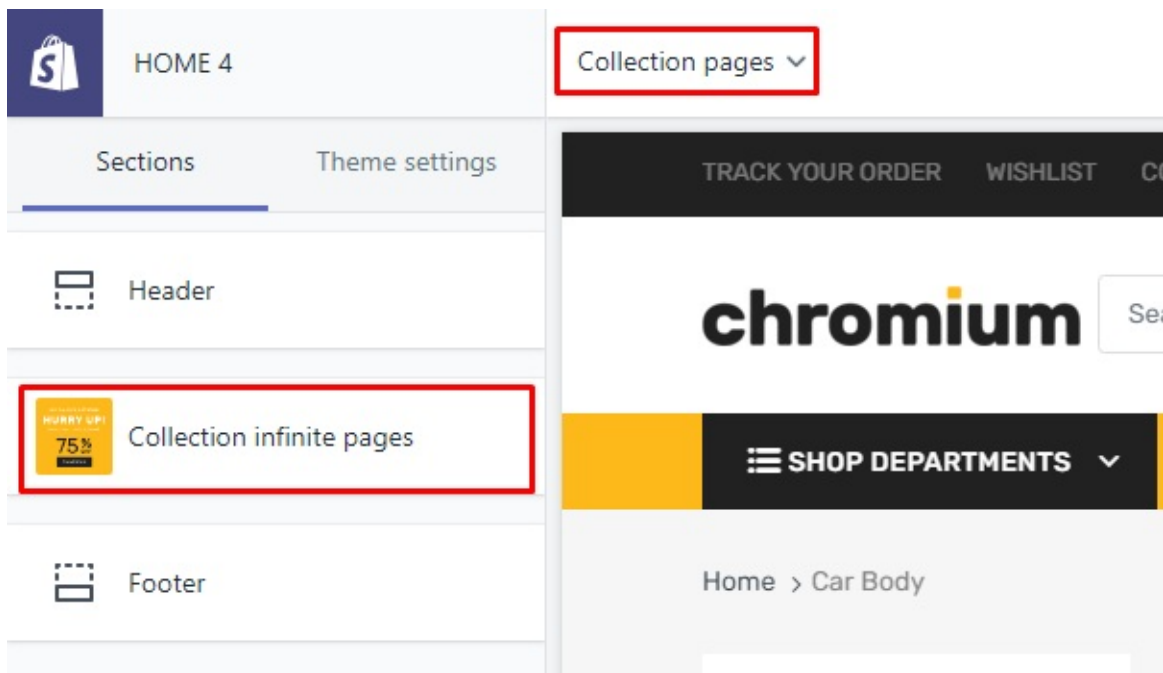 HOME 4
Collection pages
Sections
Theme settings
TRACK YOUR ORDER
WISHLIST
Header
chromium
HURRY UP!
75%
Collection infinite pages
SHOP DEPARTMENTS
Footer
Home > Car Body